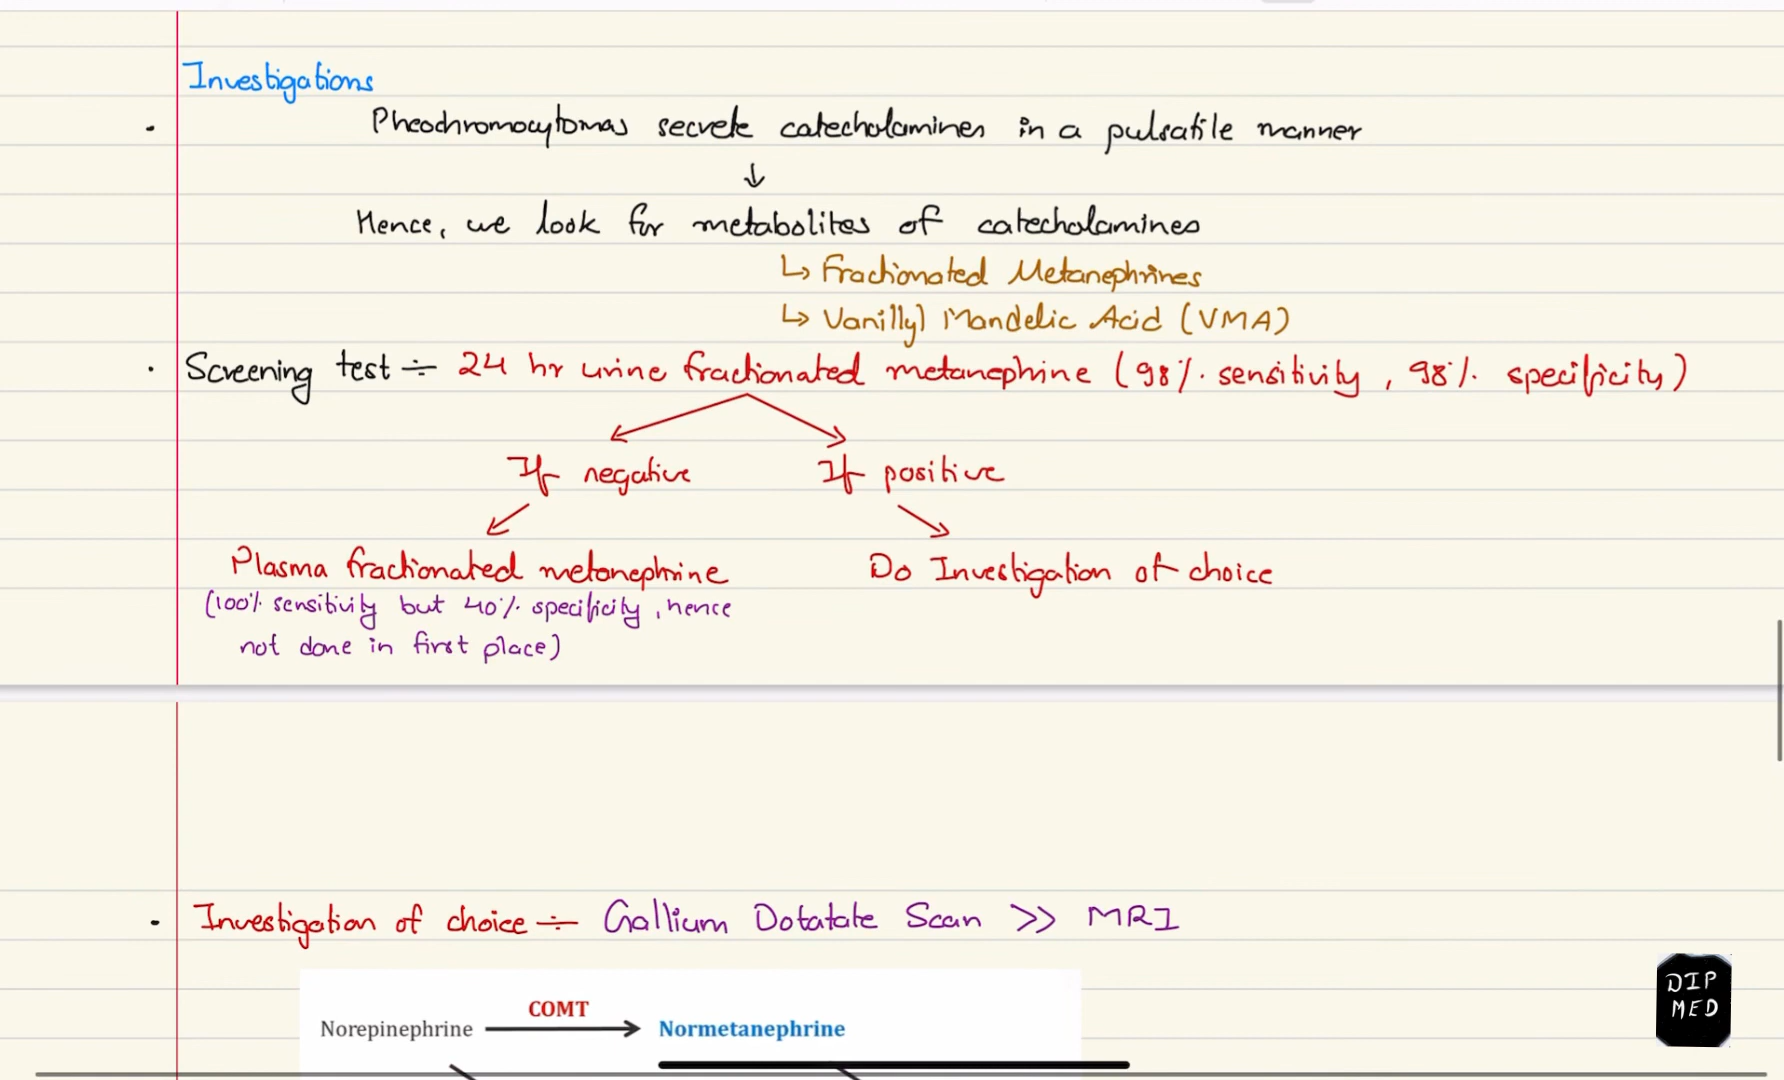 Investigations
. Pheochromocytomas secrete catecholamines in a pulsatile manner
↓
Hence, we look for metabolites of catecholamines
↳ Fractionated Metanephrines
↳ Vanillyl Mandelic Acid (VMA)
. Screening test ÷ 24 hr urine fractionated metanephrine (98% sensitivity, 98% specificity)
If negative If positive
Plasma fractionated metanephrine Do Investigation of choice
(100% sensitivity but 40% specificity, hence
not done in first place)
. Investigation of choice ÷ Gallium Dotatate Scan >> MRI
DIP
MED
COMT
Norepinephrine → Normetanephrine